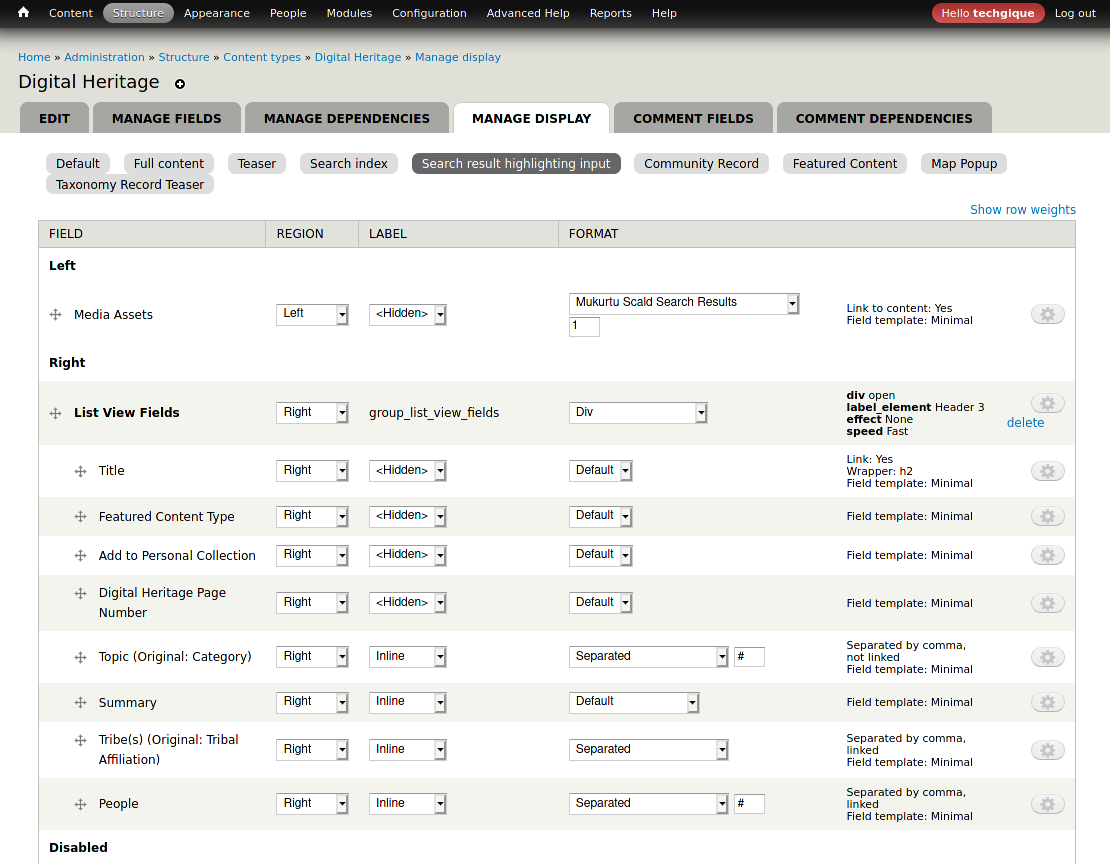 Content Structure Appearance People Modules Configuration Advanced Help Reports Help Hello techgique Log out
Home » Administration » Structure » Content types » Digital Heritage » Manage display
Digital Heritage
EDIT MANAGE FIELDS MANAGE DEPENDENCIES MANAGE DISPLAY COMMENT FIELDS COMMENT DEPENDENCIES
Default Full content Teaser Search index Search result highlighting input Community Record Featured Content Map Popup
Taxonomy Record Teaser
Show row weights
FIELD REGION LABEL FORMAT
Left
Media Assets Left <Hidden> Mukurtu Scald Search Results
1
Link to content: Yes
Field template: Minimal
Right
List View Fields Right group_list_view_fields Div
div open
label_element Header 3
effect None
speed Fast
delete
Title Right <Hidden> Default
Link: Yes
Wrapper: h2
Field template: Minimal
Featured Content Type Right <Hidden> Default Field template: Minimal
Add to Personal Collection Right <Hidden> Default Field template: Minimal
Digital Heritage Page
Number
Right <Hidden> Default Field template: Minimal
Topic (Original: Category) Right Inline Separated #
Separated by comma,
not linked
Field template: Minimal
Summary Right Inline Default Field template: Minimal
Tribe(s) (Original: Tribal
Affiliation)
Right Inline Separated
Separated by comma,
linked
Field template: Minimal
People Right Inline Separated #
Separated by comma,
linked
Field template: Minimal
Disabled